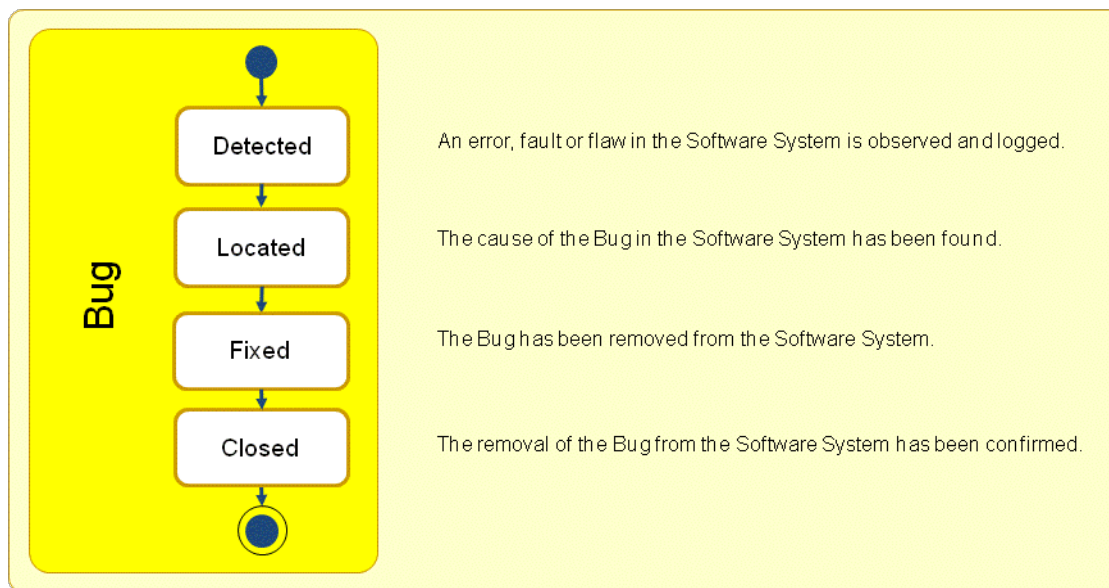 Bug
Detected
An error, fault or flaw in the Software System is observed and logged.
Located
The cause of the Bug in the Software System has been found.
Fixed
The Bug has been removed from the Software System.
Closed
The removal of the Bug from the Software System has been confirmed.